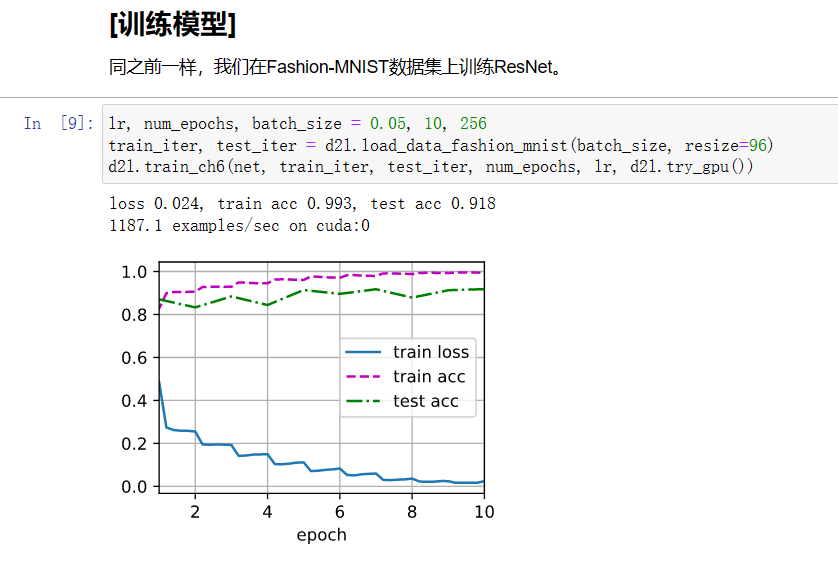 [训练模型]
同之前一样，我们在Fashion-MNIST数据集上训练ResNet。
In [9]: lr, num_epochs, batch_size = 0.05, 10, 256
train_iter, test_iter = d2l.load_data_fashion_mnist(batch_size, resize=96)
d2l.train_ch6(net, train_iter, test_iter, num_epochs, lr, d2l.try_gpu())
loss 0.024, train acc 0.993, test acc 0.918
1187.1 examples/sec on cuda:0
1.0
0.8
0.6
0.4
0.2
0.0
train loss
train acc
test acc
2 4 6 8 10
epoch